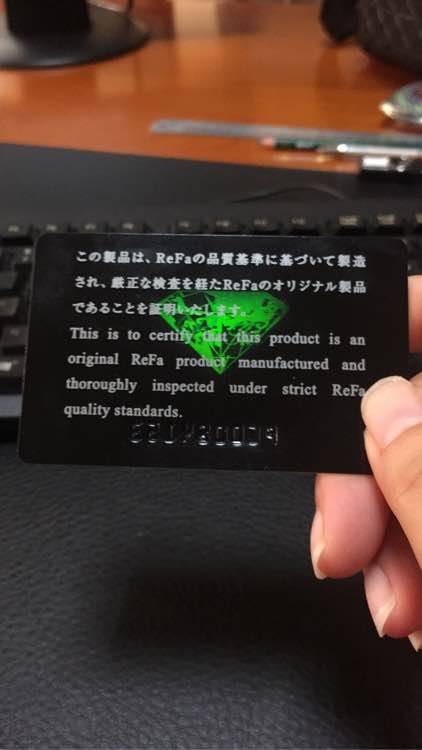 この製品は、ReFaの品質基準に基づいて製造
され、厳正な検査を経たReFaのオリジナル製品
であることを証明いたします。
This is to certify that this product is an
original ReFa product manufactured and
thoroughly inspected under strict ReFa
quality standards.